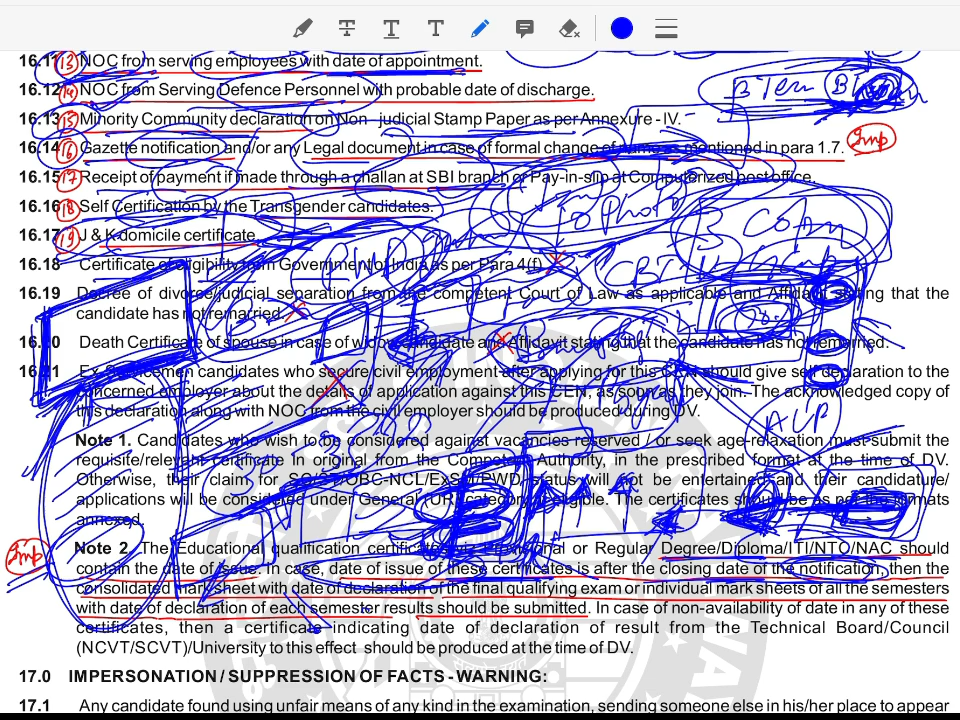 16.11 13 NOC from serving employees with date of appointment.
16.12 14 NOC from Serving Defence Personnel with probable date of discharge.
16.13 15 Minority Community declaration on Non - judicial Stamp Paper as per Annexure - IV.
16.14 16 Gazette notification and/or any Legal document in case of formal change of name as mentioned in para 1.7. Imp
16.15 17 Receipt of payment if made through a challan at SBI branch or Pay-in-slip at Computerized post office.
16.16 18 Self Certification by the Transgender candidates.
16.17 19 J & K domicile certificate
16.18 Certificate of eligibility from Government of India as per Para 4(f)
16.19 Decree of divorce/judicial separation from the competent Court of Law as applicable and Affidavit stating that the
candidate has not remarried.
16.20 Death Certificate of spouse in case of widow candidate and Affidavit stating that the candidate has not remarried.
16.21 Ex-Servicemen candidates who secure civil employment after applying for this CEN should give self declaration to the
concerned employer about the details of application against this CEN, as/soon as they join. The acknowledged copy of
this declaration along with NOC from the civil employer should be produced during DV.
Note 1. Candidates who wish to be considered against vacancies reserved / or seek age-relaxation must submit the
requisite/relevant certificate In original from the Competent Authority, in the prescribed format at the time of DV.
Otherwise, their claim for SC/ST/OBC-NCL/ExSM/PWD status will not be entertained and their candidature/
applications will be considered under General (UR) category if eligible. The certificates should be as per the formats
annexed.
Imp Note 2. The Educational qualification certificates viz Provisional or Regular Degree/Diploma/ITI/NTC/NAC should
contain the date of issue. In case, date of issue of these certificates is after the closing date of the notification, then the
consolidated mark sheet with date of declaration of the final qualifying exam or individual mark sheets of all the semesters
with date of declaration of each semester results should be submitted. In case of non-availability of date in any of these
certificates, then a certificate indicating date of declaration of result from the Technical Board/Council
(NCVT/SCVT)/University to this effect should be produced at the time of DV.
17.0 IMPERSONATION / SUPPRESSION OF FACTS - WARNING:
17.1 Any candidate found using unfair means of any kind in the examination, sending someone else in his/her place to appear